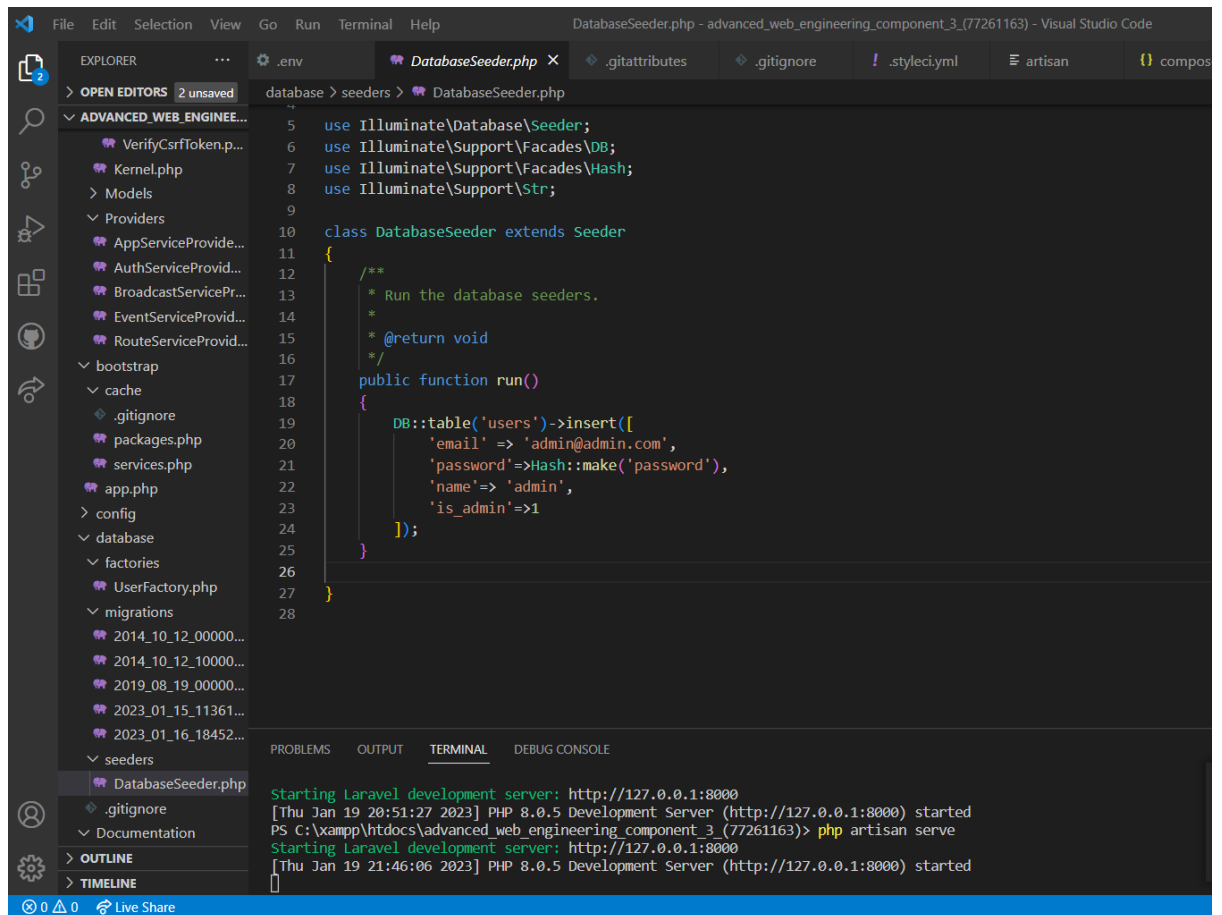 File Edit Selection View Go Run Terminal Help DatabaseSeeder.php - advanced_web_engineering_component_3_(77261163) - Visual Studio Code
EXPLORER ··· .env DatabaseSeeder.php .gitattributes .gitignore ! .styleci.yml artisan {} compos
2
> OPEN EDITORS 2 unsaved
database > seeders > DatabaseSeeder.php
ADVANCED_WEB_ENGINEE...
VerifyCsrfToken.p...
Kernel.php
Models
Providers
AppServiceProvide...
AuthServiceProvid...
BroadcastServicePr...
EventServiceProvid...
RouteServiceProvid...
bootstrap
cache
.gitignore
packages.php
services.php
app.php
config
database
factories
UserFactory.php
migrations
2014_10_12_00000...
2014_10_12_10000...
2019_08_19_00000...
2023_01_15_11361...
2023_01_16_18452...
seeders
DatabaseSeeder.php
.gitignore
Documentation
OUTLINE
TIMELINE
4
5 use Illuminate\Database\Seeder;
6 use Illuminate\Support\Facades\DB;
7 use Illuminate\Support\Facades\Hash;
8 use Illuminate\Support\Str;
9
10 class DatabaseSeeder extends Seeder
11 {
12 /**
13 * Run the database seeders.
14 *
15 * @return void
16 */
17 public function run()
18 {
19 DB::table('users')->insert([
20 'email' => 'admin@admin.com',
21 'password'=>Hash::make('password'),
22 'name'=> 'admin',
23 'is_admin'=>1
24 ]);
25 }
26
27 }
28
PROBLEMS OUTPUT TERMINAL DEBUG CONSOLE
Starting Laravel development server: http://127.0.0.1:8000
[Thu Jan 19 20:51:27 2023] PHP 8.0.5 Development Server (http://127.0.0.1:8000) started
PS C:\xampp\htdocs\advanced_web_engineering_component_3_(77261163)> php artisan serve
Starting Laravel development server: http://127.0.0.1:8000
[Thu Jan 19 21:46:06 2023] PHP 8.0.5 Development Server (http://127.0.0.1:8000) started
0 0 Live Share